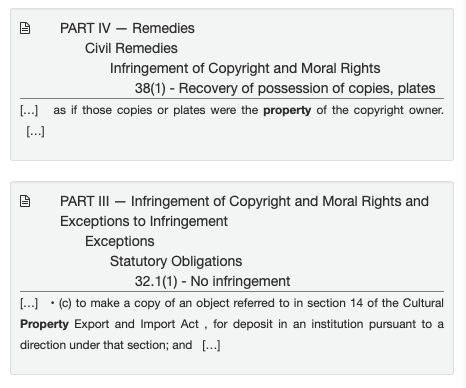 PART IV — Remedies
Civil Remedies
Infringement of Copyright and Moral Rights
38(1) - Recovery of possession of copies, plates
[...] as if those copies or plates were the property of the copyright owner.
[...]
PART III — Infringement of Copyright and Moral Rights and
Exceptions to Infringement
Exceptions
Statutory Obligations
32.1(1) - No infringement
[...] • (c) to make a copy of an object referred to in section 14 of the Cultural
Property Export and Import Act , for deposit in an institution pursuant to a
direction under that section; and [...]